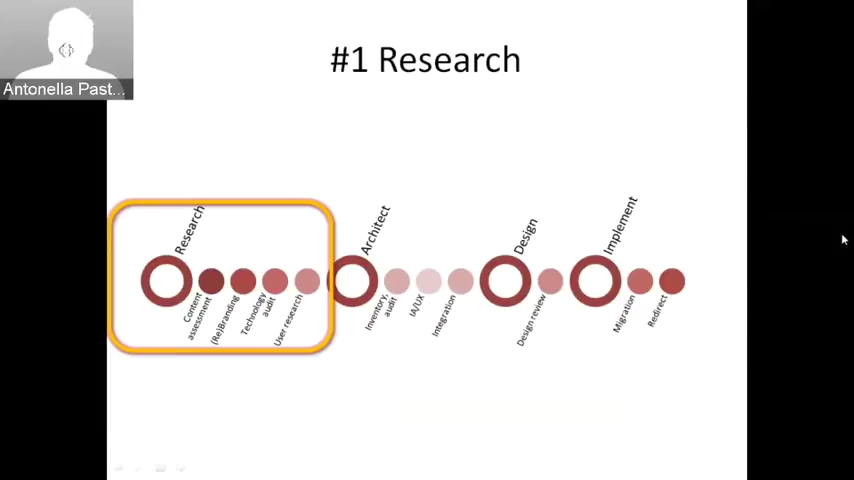 Antonella Past...
#1 Research
Research
Content
assessment
(Re)Branding
Technology
audit
User research
Architect
Inventory,
audit
IA/UX
Integration
Design
Design review
Implement
Migration
Redirect